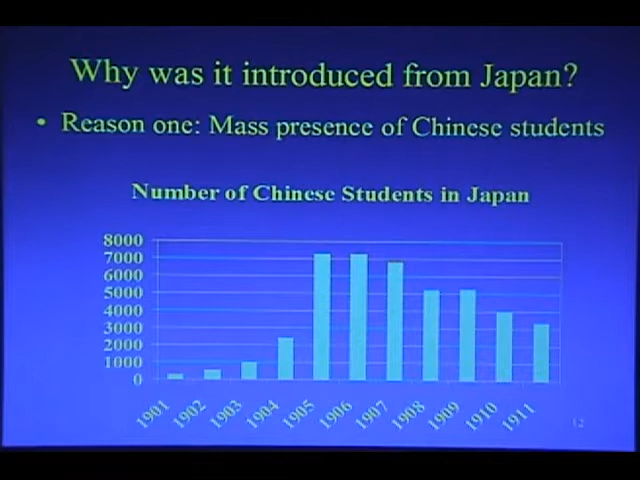 Why was it introduced from Japan?
• Reason one: Mass presence of Chinese students
Number of Chinese Students in Japan
8000
7000
6000
5000
4000
3000
2000
1000
0
1901 1902 1903 1904 1905 1906 1907 1908 1909 1910 1911
12